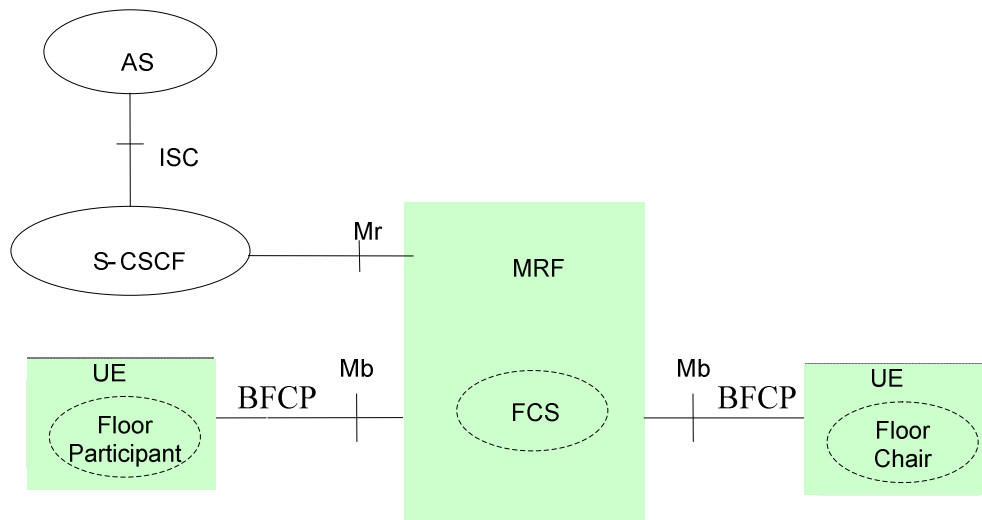 AS
ISC
Mr
S-CSCF
MRF
UE
Mb
BFCP
Floor
Participant
FCS
Mb
BFCP
UE
Floor
Chair